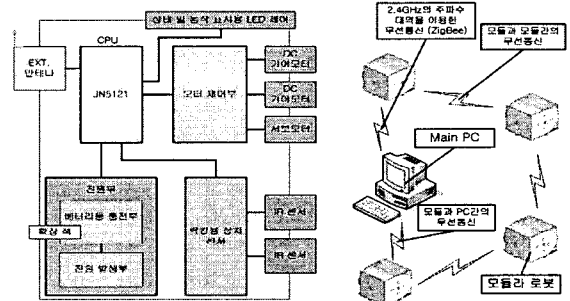 상태 및 동작 표시용 LED 제어
CPU
EXT.
안테나
JN5121
모터 제어부
DC
기어모터
DC
기어모터
서보모터
전원부
배터리용 충전부
확장 잭
전원 발생부
센서
IR 센서
IR 센서
2.4GHz의 주파수
대역을 이용한
무선통신 (ZigBee)
모듈과 모듈간의
무선통신
Main PC
모듈과 PC간의
무선통신
모듈라 로봇